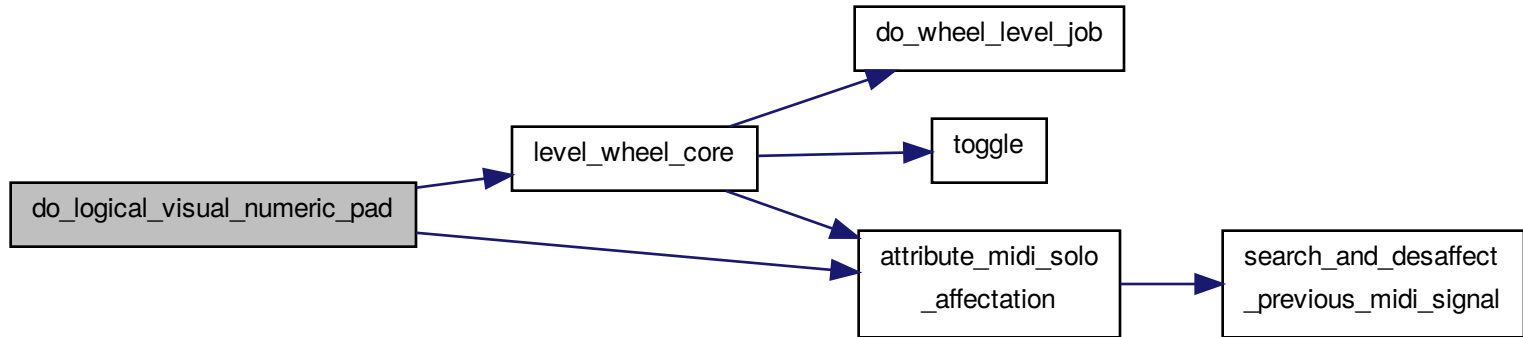 do_wheel_level_job
level_wheel_core
toggle
do_logical_visual_numeric_pad
attribute_midi_solo
_affectation
search_and_desaffect
_previous_midi_signal